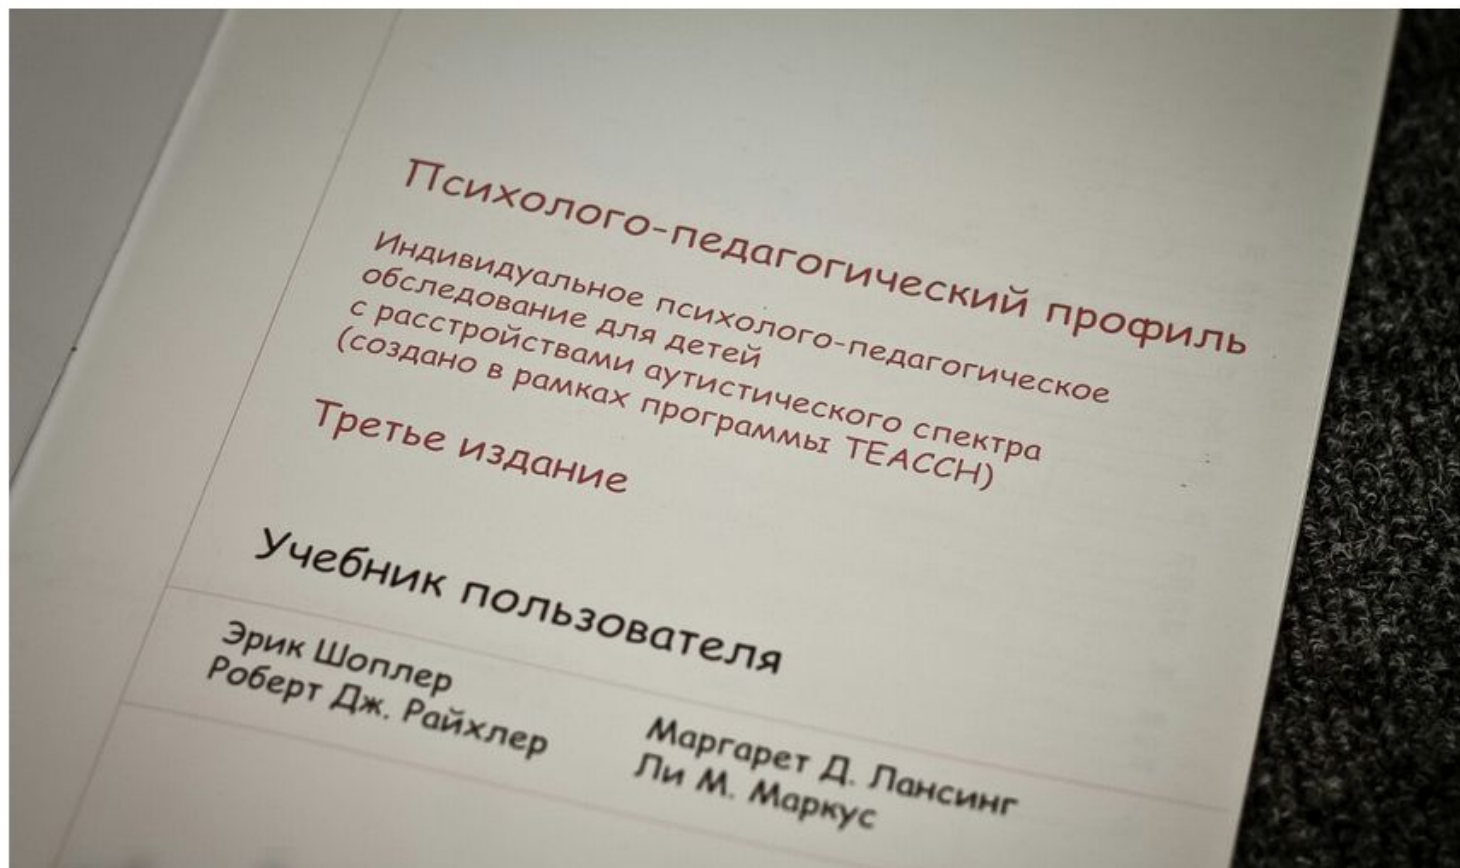 Психолого-педагогический профиль
Индивидуальное психолого-педагогическое
обследование для детей
с расстройствами аутистического спектра
(создано в рамках программы TEACCH)
Третье издание
Учебник пользователя
Эрик Шоплер
Роберт Дж. Райхлер
Маргарет Д. Лансинг
Ли М. Маркус